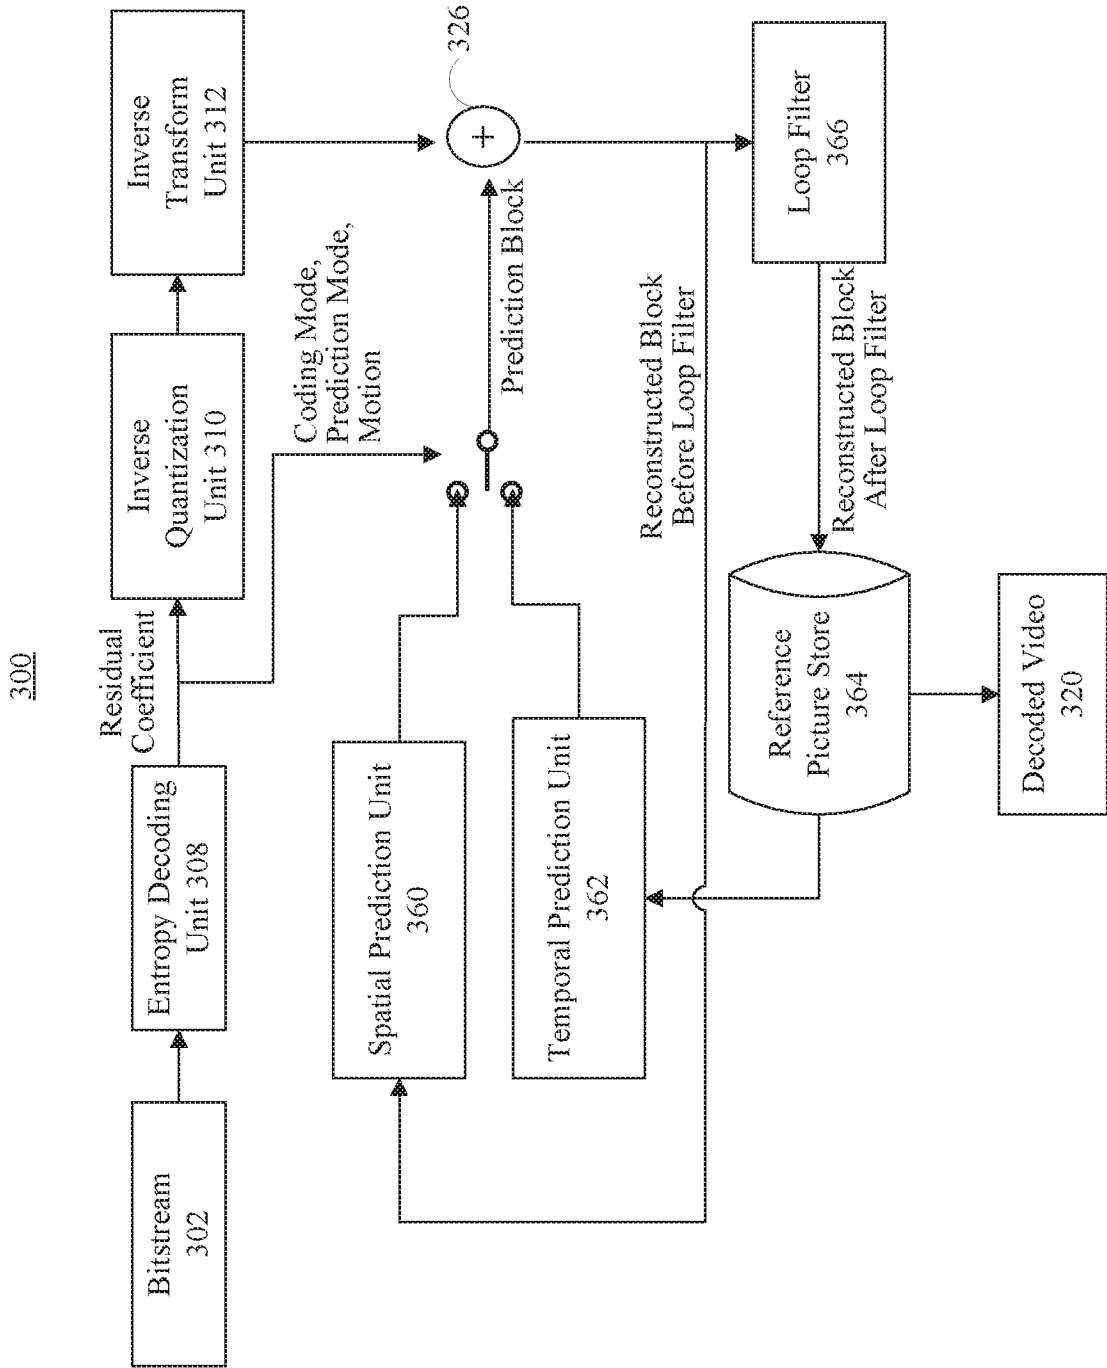 300
Bitstream
302
Entropy Decoding
Unit 308
Residual
Coefficient
Inverse
Quantization
Unit 310
Inverse
Transform
Unit 312
Coding Mode,
Prediction Mode,
Motion
Spatial Prediction Unit
360
Temporal Prediction Unit
362
Prediction Block
+
326
Reconstructed Block
Before Loop Filter
Loop Filter
366
Reconstructed Block
After Loop Filter
Reference
Picture Store
364
Decoded Video
320